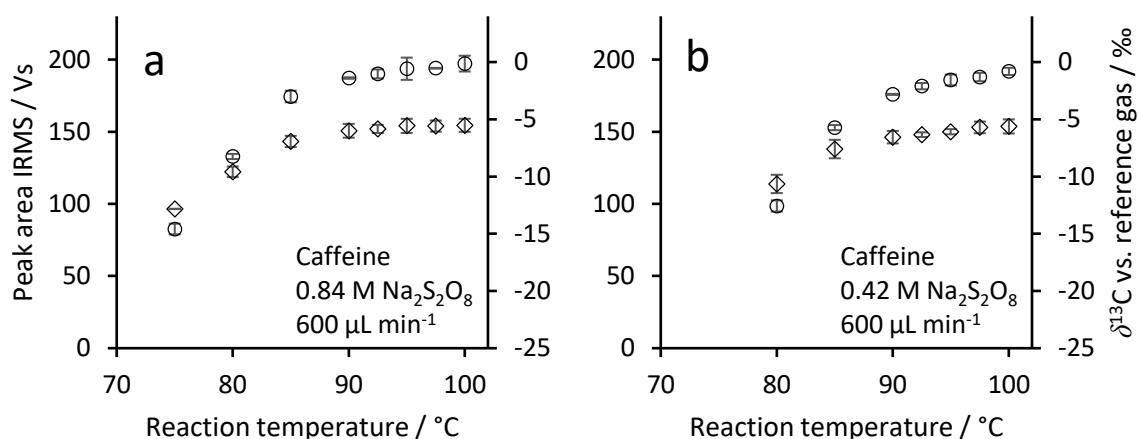 a
Peak area IRMS / Vs
200
150
100
50
0
0
-5
-10
-15
-20
-25
Caffeine
0.84 M Na₂S₂O₈
600 µL min⁻¹
70 80 90 100
Reaction temperature / °C
b
200
150
100
50
0
0
-5
-10
-15
-20
-25
δ¹³C vs. reference gas / ‰
Caffeine
0.42 M Na₂S₂O₈
600 µL min⁻¹
70 80 90 100
Reaction temperature / °C